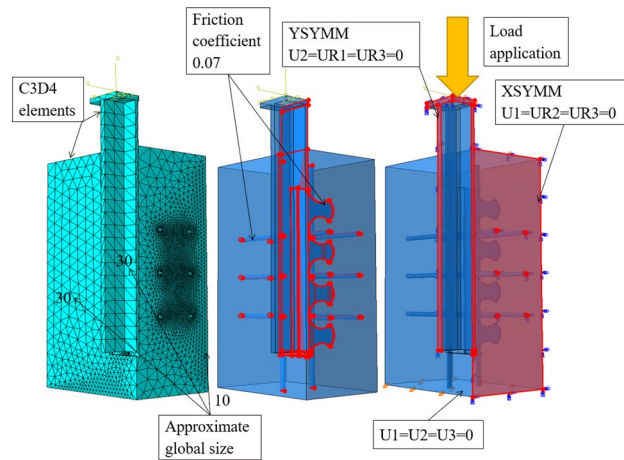 Friction
coefficient
0.07
YSYMM
U2=UR1=UR3=0
Load
application
C3D4
elements
XSYMM
U1=UR2=UR3=0
30
30
10
Approximate
global size
U1=U2=U3=0